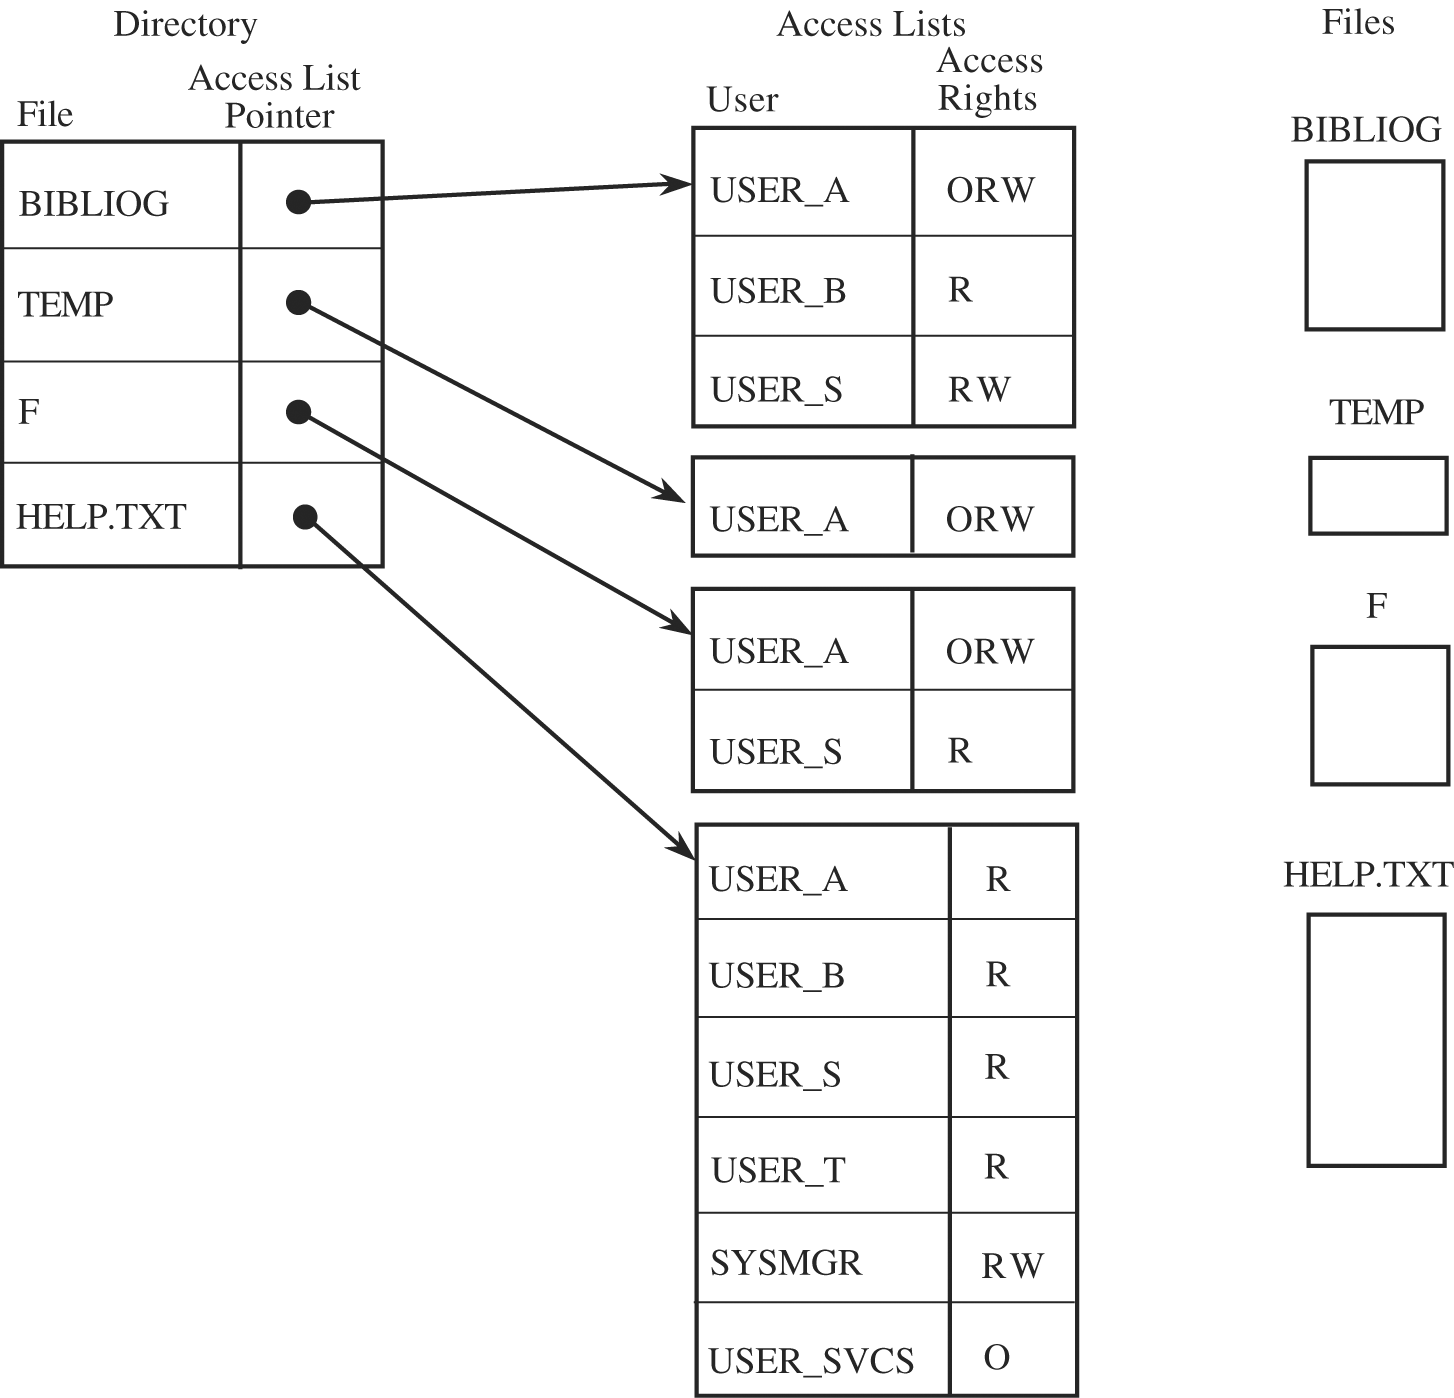 Directory
Access List
File Pointer
BIBLIOG
TEMP
F
HELP.TXT
Access Lists
Access
User Rights
USER_A ORW
USER_B R
USER_S RW
USER_A ORW
USER_A ORW
USER_S R
USER_A R
USER_B R
USER_S R
USER_T R
SYSMGR RW
USER_SVCS O
Files
BIBLIOG
TEMP
F
HELP.TXT